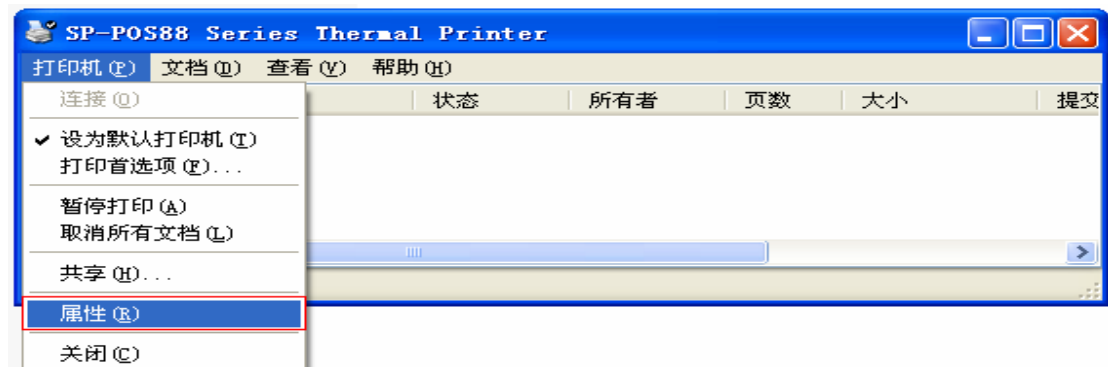 SP-POS88 Series Thermal Printer
打印机(P) 文档(D) 查看(V) 帮助(H)
连接(O) 状态 所有者 页数 大小 提交
设为默认打印机(T)
打印首选项(F)...
暂停打印(A)
取消所有文档(L)
共享(H)...
属性(R)
关闭(C)